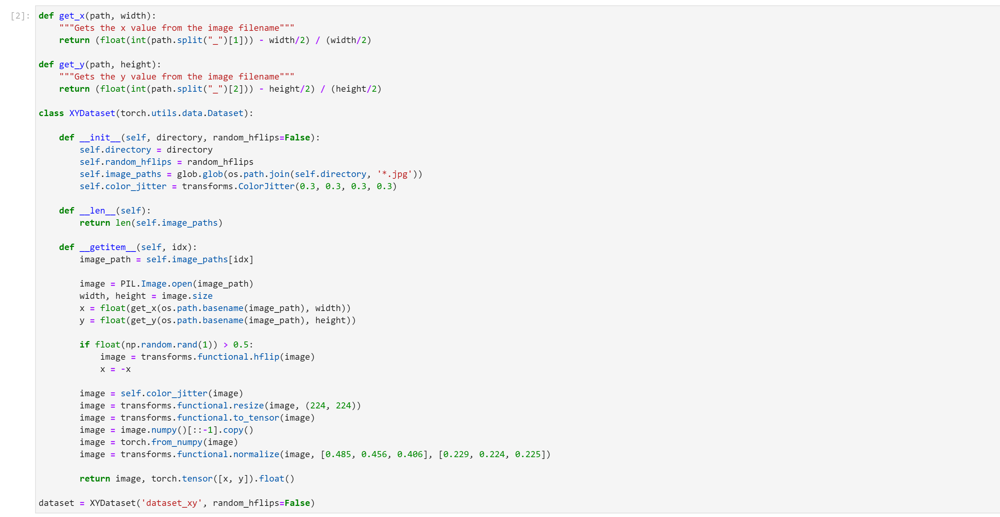 [2]: def get_x(path, width):
    """Gets the x value from the image filename"""
    return (float(int(path.split("_")[1])) - width/2) / (width/2)

def get_y(path, height):
    """Gets the y value from the image filename"""
    return (float(int(path.split("_")[2])) - height/2) / (height/2)

class XYDataset(torch.utils.data.Dataset):

    def __init__(self, directory, random_hflips=False):
        self.directory = directory
        self.random_hflips = random_hflips
        self.image_paths = glob.glob(os.path.join(self.directory, '*.jpg'))
        self.color_jitter = transforms.ColorJitter(0.3, 0.3, 0.3, 0.3)

    def __len__(self):
        return len(self.image_paths)

    def __getitem__(self, idx):
        image_path = self.image_paths[idx]

        image = PIL.Image.open(image_path)
        width, height = image.size
        x = float(get_x(os.path.basename(image_path), width))
        y = float(get_y(os.path.basename(image_path), height))

        if float(np.random.rand(1)) > 0.5:
            image = transforms.functional.hflip(image)
            x = -x

        image = self.color_jitter(image)
        image = transforms.functional.resize(image, (224, 224))
        image = transforms.functional.to_tensor(image)
        image = image.numpy()[::-1].copy()
        image = torch.from_numpy(image)
        image = transforms.functional.normalize(image, [0.485, 0.456, 0.406], [0.229, 0.224, 0.225])

        return image, torch.tensor([x, y]).float()

dataset = XYDataset('dataset_xy', random_hflips=False)